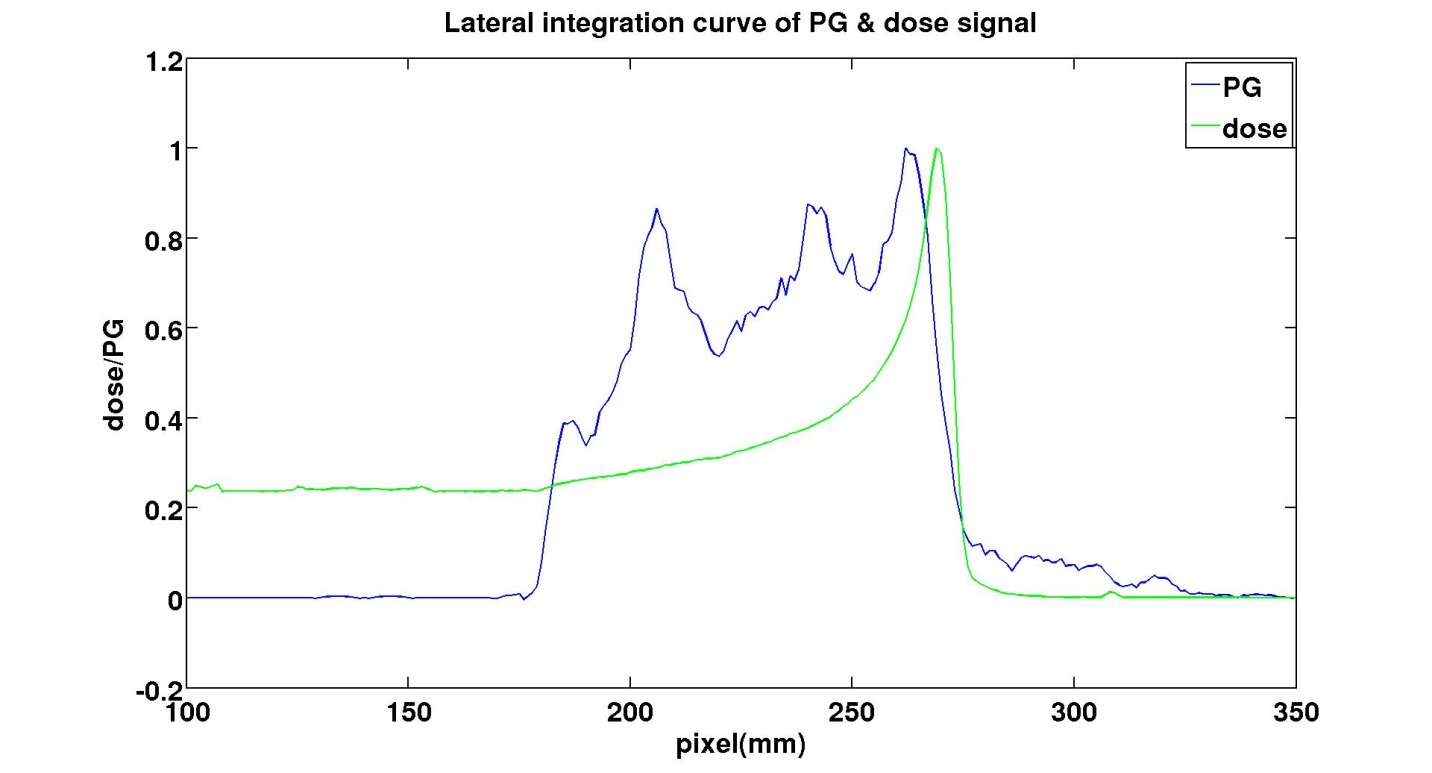 Lateral integration curve of PG & dose signal
1.2
1
0.8
0.6
0.4
0.2
0
-0.2
dose/PG
PG
dose
100 150 200 250 300 350
pixel(mm)